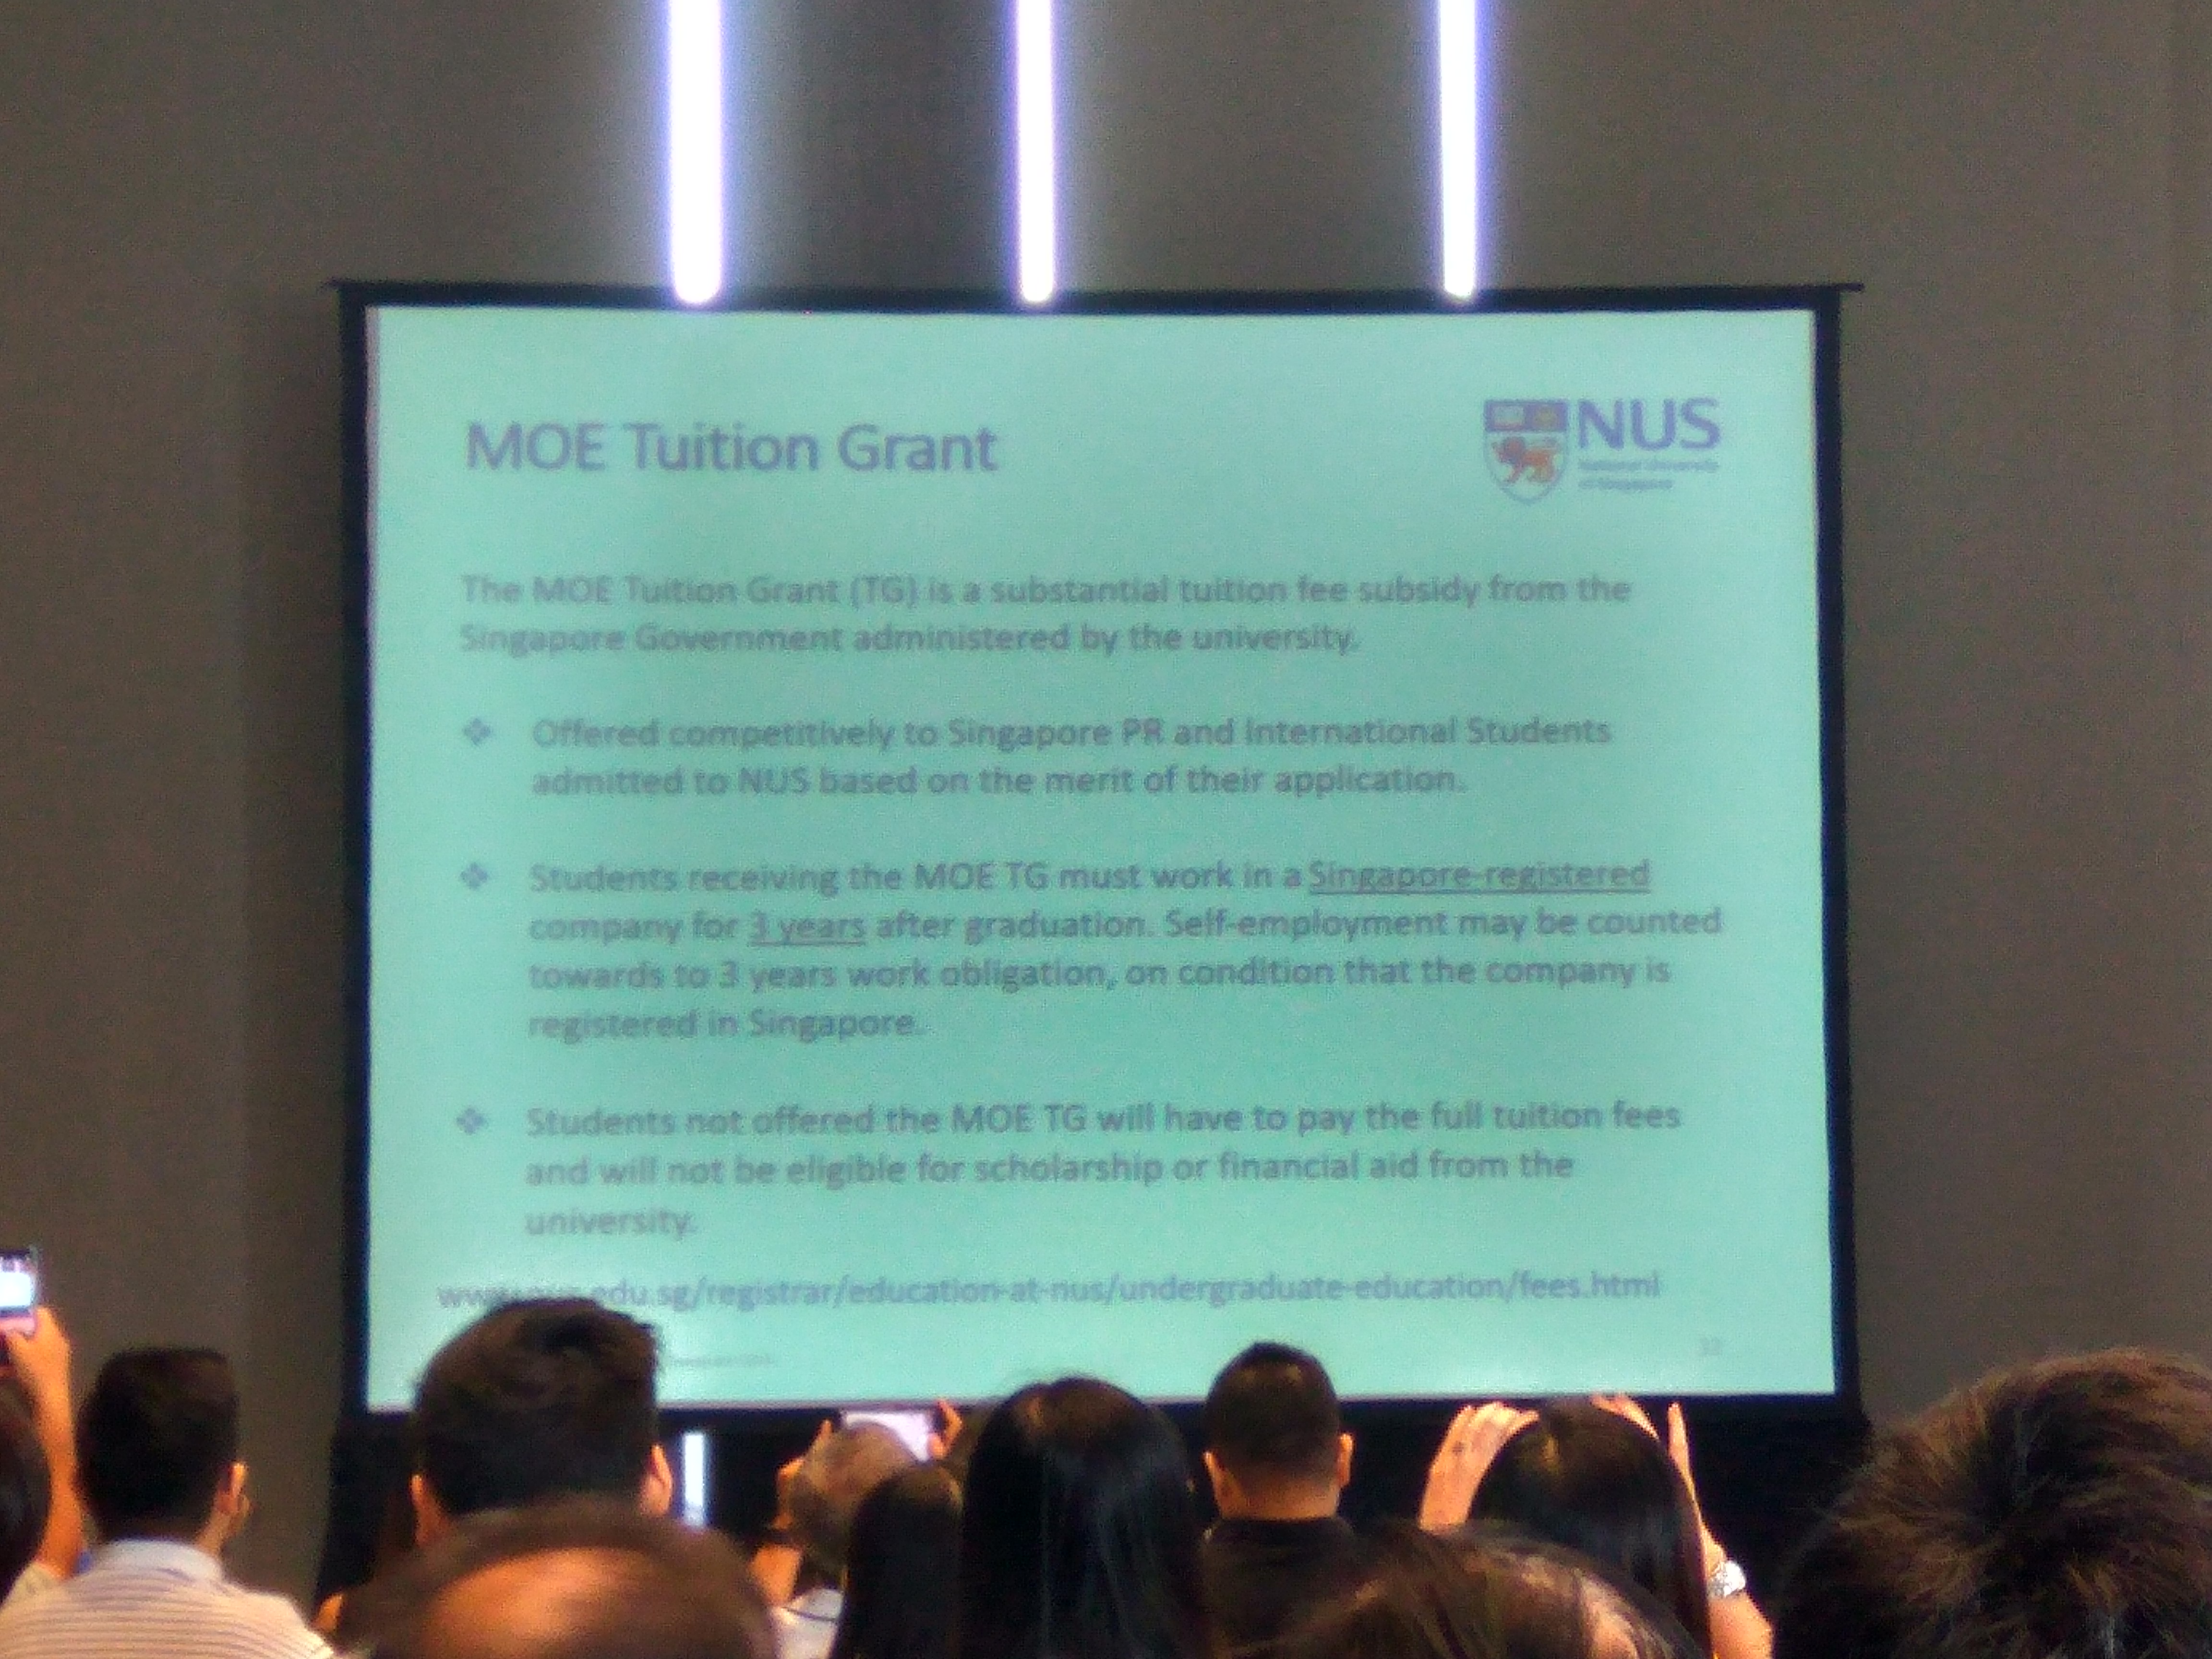 MOE Tuition Grant
NUS
National University
of Singapore
The MOE Tuition Grant (TG) is a substantial tuition fee subsidy from the
Singapore Government administered by the university.
❖ Offered competitively to Singapore PR and International Students
admitted to NUS based on the merit of their application.
❖ Students receiving the MOE TG must work in a Singapore-registered
company for 3 years after graduation. Self-employment may be counted
towards to 3 years work obligation, on condition that the company is
registered in Singapore.
❖ Students not offered the MOE TG will have to pay the full tuition fees
and will not be eligible for scholarship or financial aid from the
university.
www.nus.edu.sg/registrar/education-at-nus/undergraduate-education/fees.html